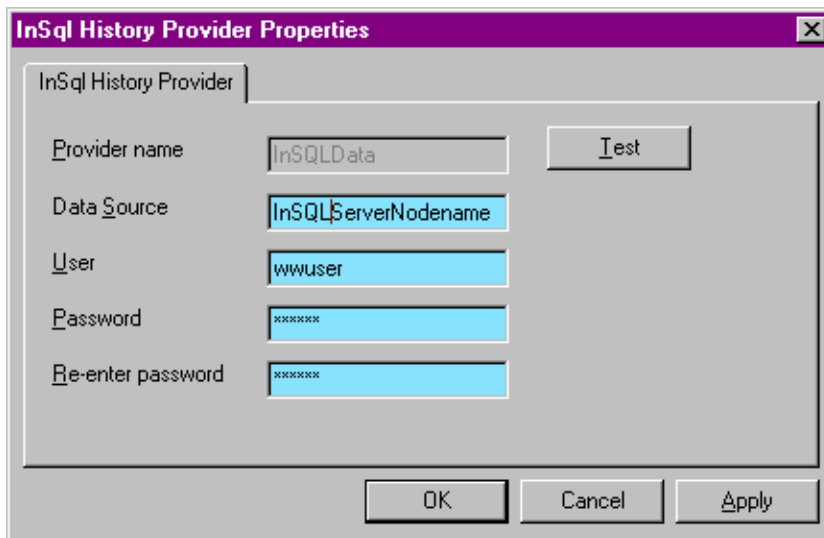 InSql History Provider Properties
InSql History Provider
Provider name
InSQLData
Test
Data Source
InSQLServerNodename
User
wwuser
Password
******
Re-enter password
******
OK
Cancel
Apply